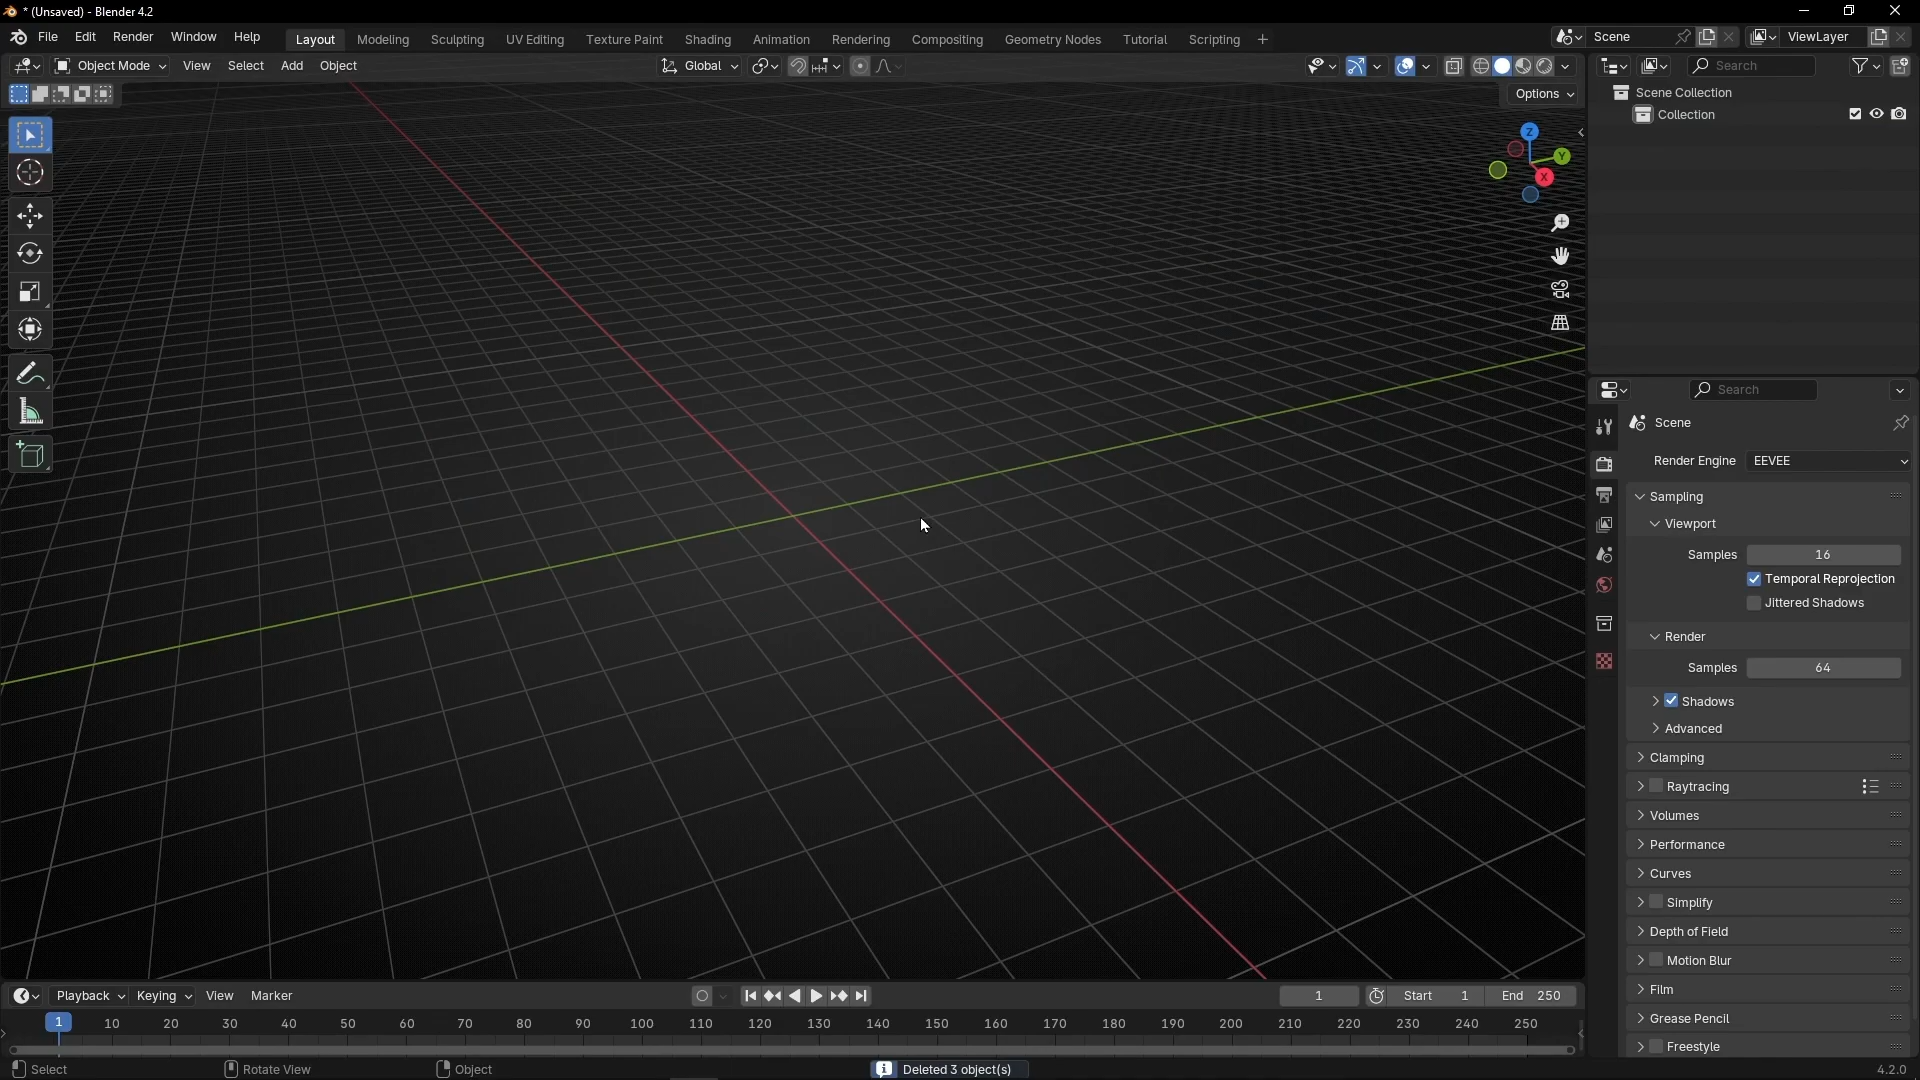 * (Unsaved) - Blender 4.2
File Edit Render Window Help Layout Modeling Sculpting UV Editing Texture Paint Shading Animation Rendering Compositing Geometry Nodes Tutorial Scripting + Scene ViewLayer
Object Mode View Select Add Object Global Search
Options
Scene Collection
Collection
Z
Y
X
Search
Scene
Render Engine EEVEE
Sampling
Viewport
Samples 16
Temporal Reprojection
Jittered Shadows
Render
Samples 64
Shadows
Advanced
Clamping
Raytracing
Volumes
Performance
Curves
Simplify
Depth of Field
Motion Blur
Film
Grease Pencil
Freestyle
Playback Keying View Marker 1 Start 1 End 250
1 10 20 30 40 50 60 70 80 90 100 110 120 130 140 150 160 170 180 190 200 210 220 230 240 250
Select Rotate View Object Deleted 3 object(s) 4.2.0